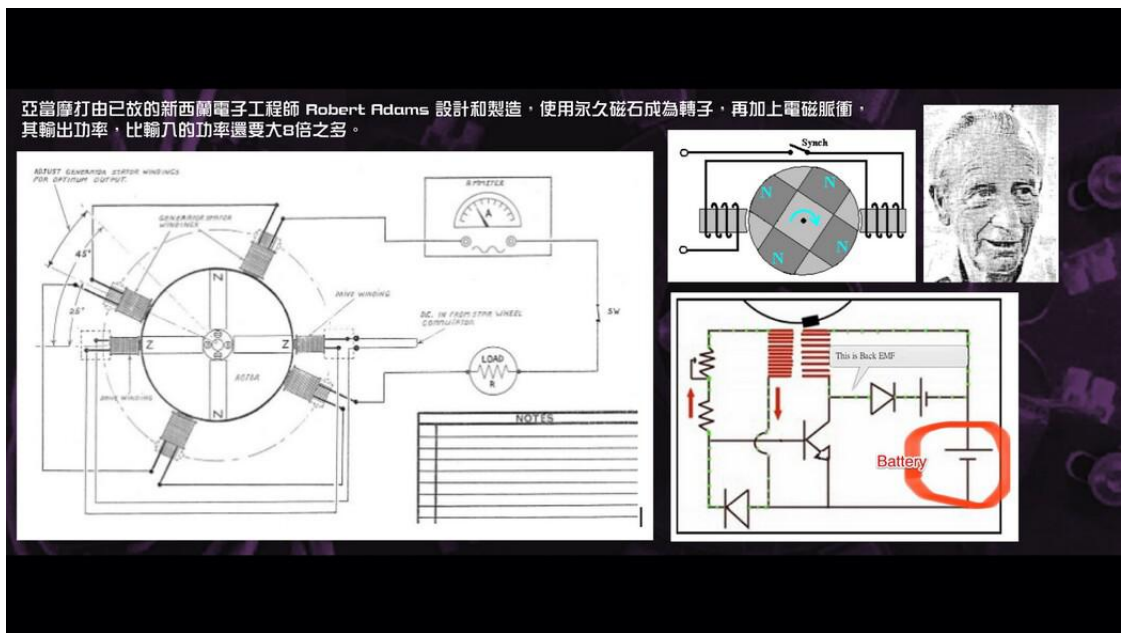 亞當摩打由已故的新西蘭電子工程師 Robert Adams 設計和製造，使用永久磁石成為轉子，再加上電磁脈衝，
其輸出功率，比輸入的功率還要大8倍之多。
ADJUST GENERATOR STATOR WINDINGS
FOR OPTIMUM OUTPUT.
GENERATOR STATOR
WINDINGS
45°
25°
N
Z
Z
N
ROTOR
DRIVE WINDING
DRIVE WINDING
D.C. IN FROM STAR WHEEL
COMMUTATOR
AMMETER
A
SW
LOAD
R
NOTES
Synch
N
N
N
N
This is Back EMF
Battery